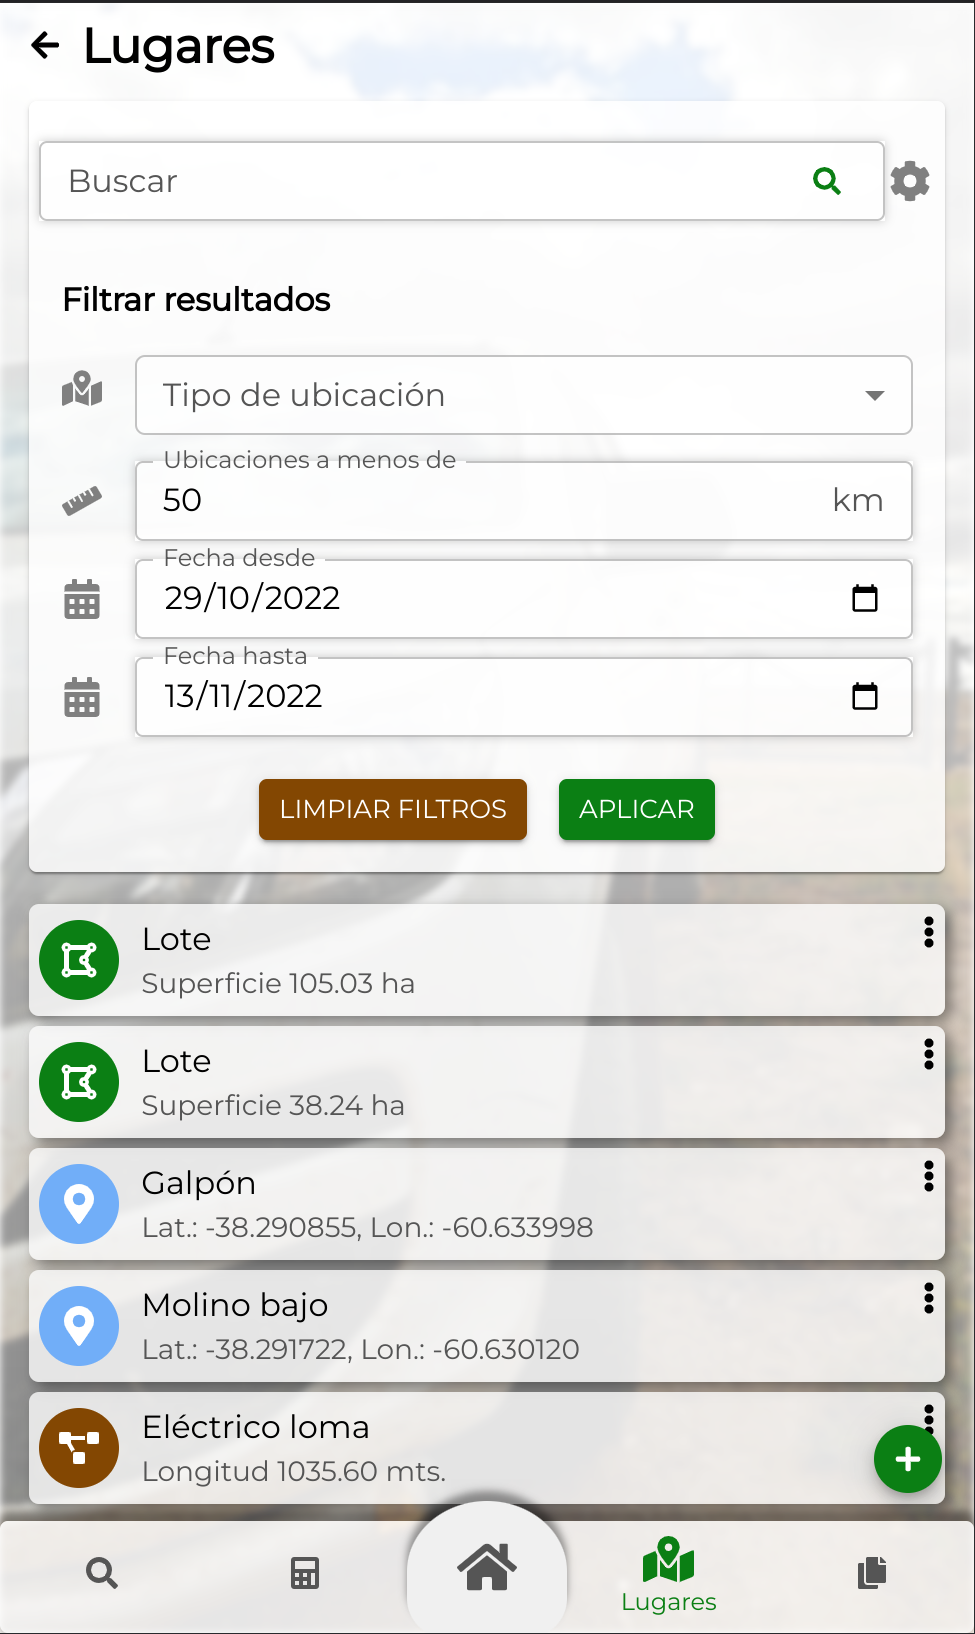 Lugares
Buscar
Filtrar resultados
Tipo de ubicación
Ubicaciones a menos de
50 km
Fecha desde
29/10/2022
Fecha hasta
13/11/2022
LIMPIAR FILTROS APLICAR
Lote
Superficie 105.03 ha
Lote
Superficie 38.24 ha
Galpón
Lat.: -38.290855, Lon.: -60.633998
Molino bajo
Lat.: -38.291722, Lon.: -60.630120
Eléctrico loma
Longitud 1035.60 mts.
Lugares